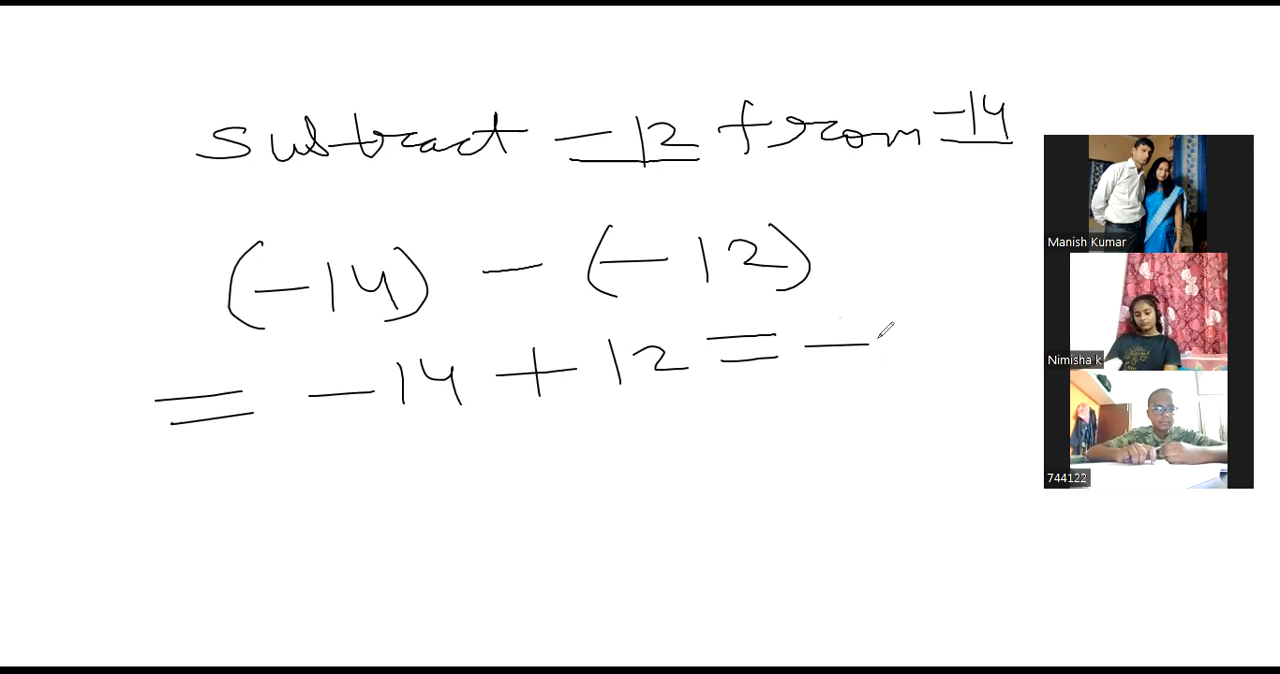 subtract -12 from -14
(-14) - (-12)
= -14 + 12 = -
Manish Kumar
Nimisha k
744122